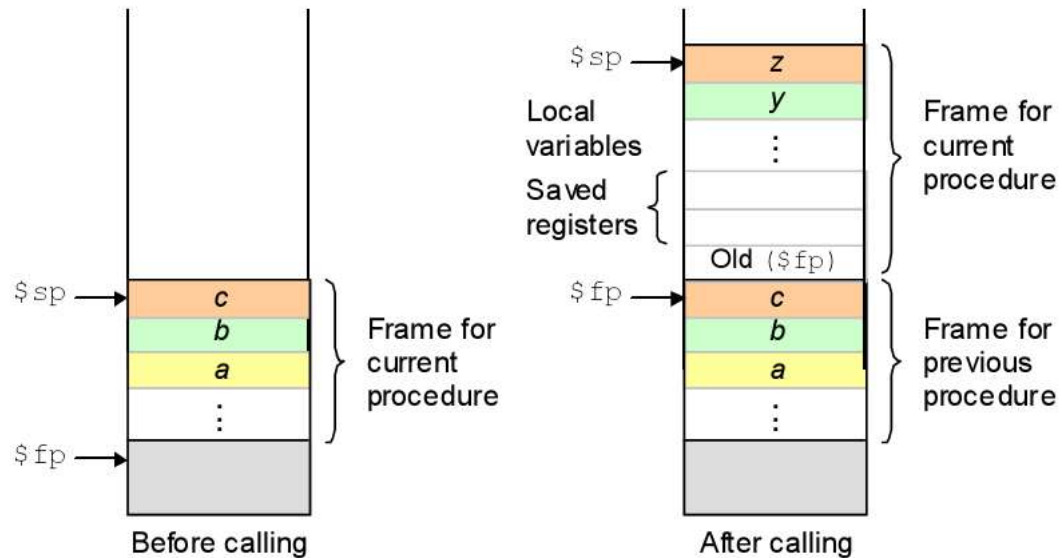 $sp
c
b
a
⋮
$fp
Frame for
current
procedure
Before calling
$sp
z
y
⋮
Local
variables
Saved
registers
Old ($fp)
$fp
c
b
a
⋮
Frame for
current
procedure
Frame for
previous
procedure
After calling